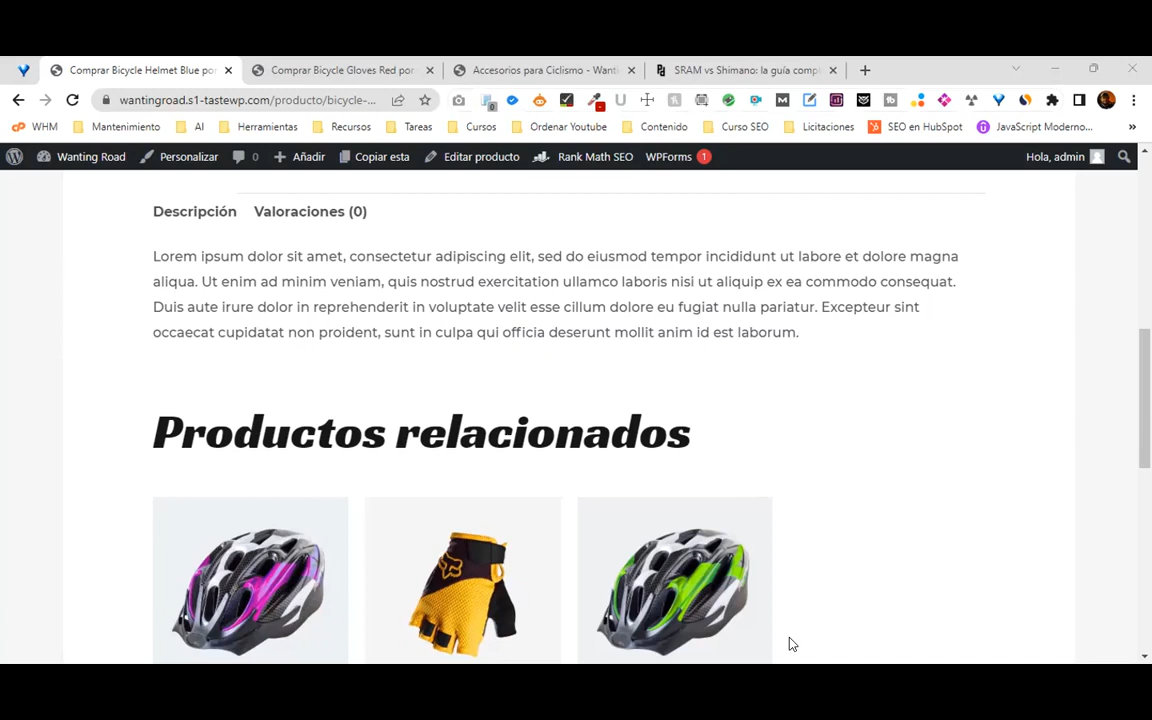 Comprar Bicycle Helmet Blue por
Comprar Bicycle Gloves Red por
Accesorios para Ciclismo - Wanti
SRAM vs Shimano: la guía compl
wantingroad.s1-tastewp.com/producto/bicycle-...
WHM
Mantenimiento
AI
Herramientas
Recursos
Tareas
Cursos
Ordenar Youtube
Contenido
Curso SEO
Licitaciones
SEO en HubSpot
JavaScript Moderno...
Wanting Road
Personalizar
0
Añadir
Copiar esta
Editar producto
Rank Math SEO
WPForms 1
Hola, admin
Descripción
Valoraciones (0)
Lorem ipsum dolor sit amet, consectetur adipiscing elit, sed do eiusmod tempor incididunt ut labore et dolore magna
aliqua. Ut enim ad minim veniam, quis nostrud exercitation ullamco laboris nisi ut aliquip ex ea commodo consequat.
Duis aute irure dolor in reprehenderit in voluptate velit esse cillum dolore eu fugiat nulla pariatur. Excepteur sint
occaecat cupidatat non proident, sunt in culpa qui officia deserunt mollit anim id est laborum.
Productos relacionados